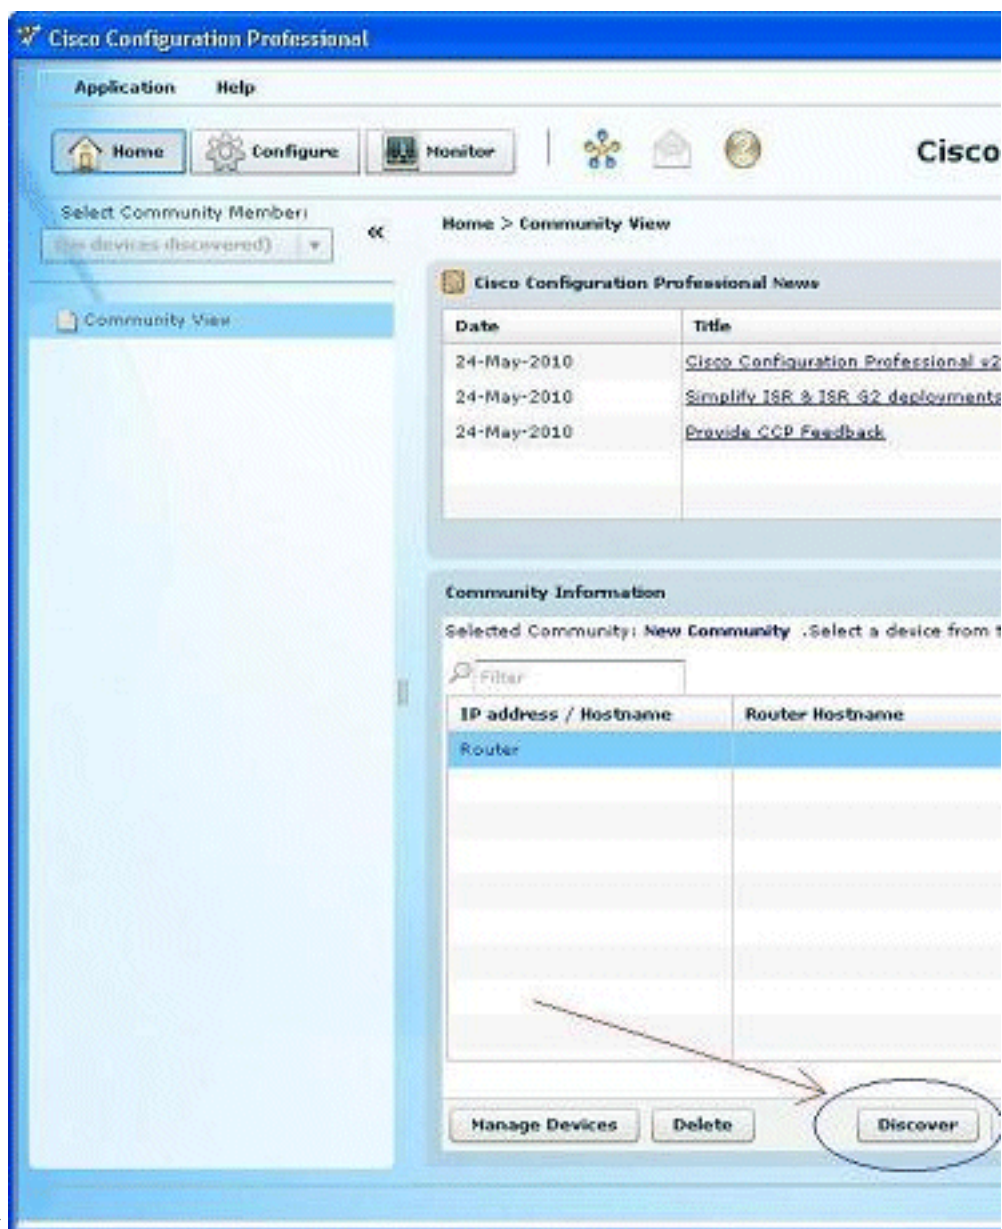 Cisco Configuration Professional
Application Help
Home Configure Monitor Cisco
Select Community Member:
devices discovered)
Home > Community View
Community View
Cisco Configuration Professional News
Date Title
24-May-2010 Cisco Configuration Professional v2
24-May-2010 Simplify ISR & ISR G2 deployments
24-May-2010 Provide CCP Feedback
Community Information
Selected Community: New Community .Select a device from t
Filter
IP address / Hostname Router Hostname
Router
Manage Devices Delete Discover